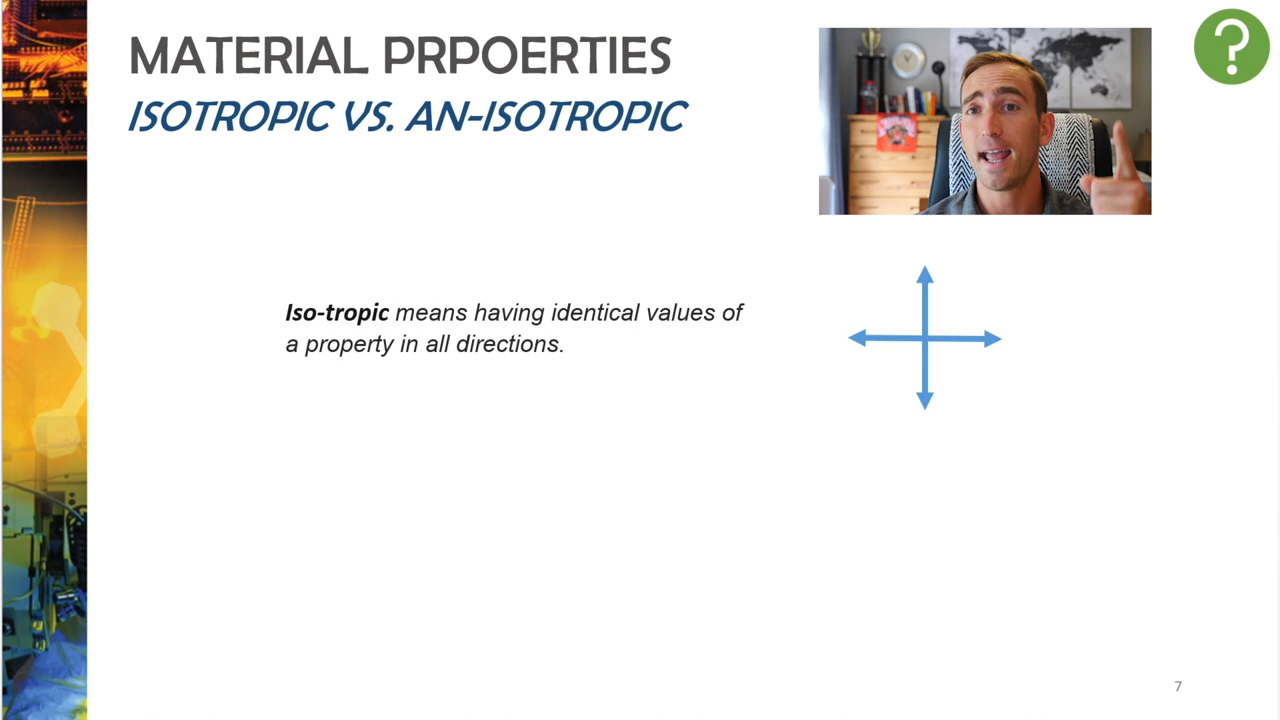 MATERIAL PRPOERTIES
ISOTROPIC VS. AN-ISOTROPIC
Iso-tropic means having identical values of
a property in all directions.
7